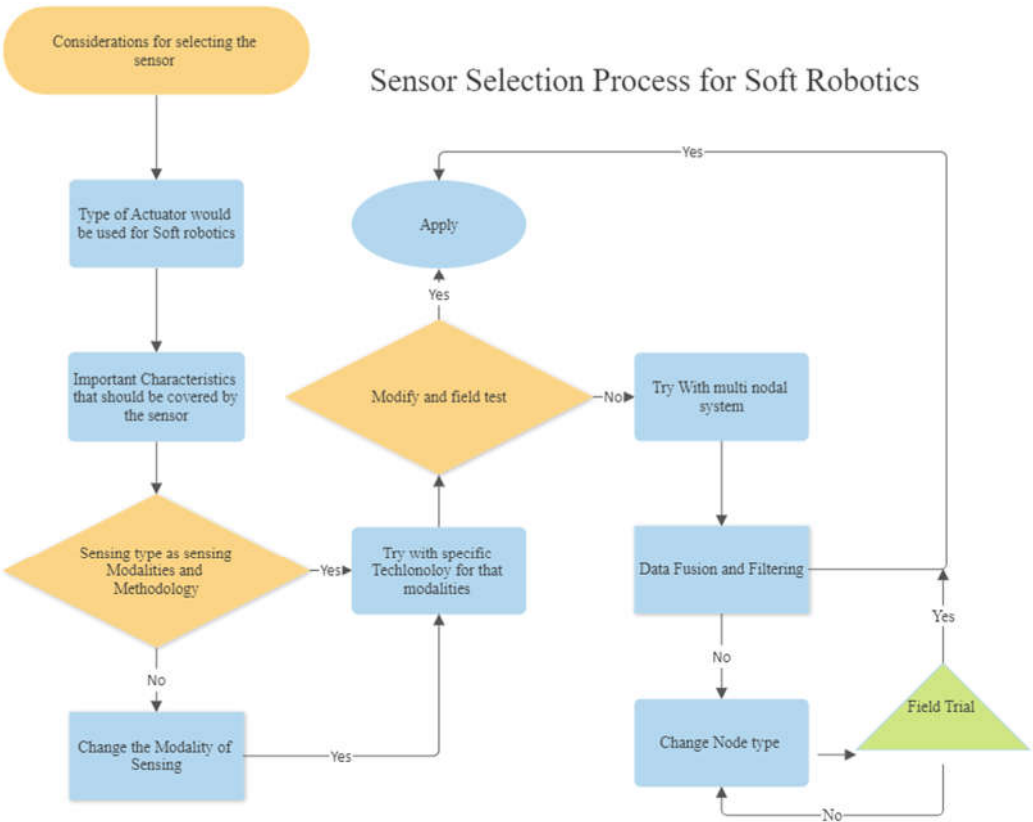 Considerations for selecting the
sensor
Sensor Selection Process for Soft Robotics
Type of Actuator would
be used for Soft robotics
Important Characteristics
that should be covered by
the sensor
Sensing type as sensing
Modalities and
Methodology
Yes
No
Change the Modality of
Sensing
Yes
Try with specific
Techlonoloy for that
modalities
Modify and field test
Yes
Apply
No
Try With multi nodal
system
Data Fusion and Filtering
Yes
No
Change Node type
Field Trial
Yes
No